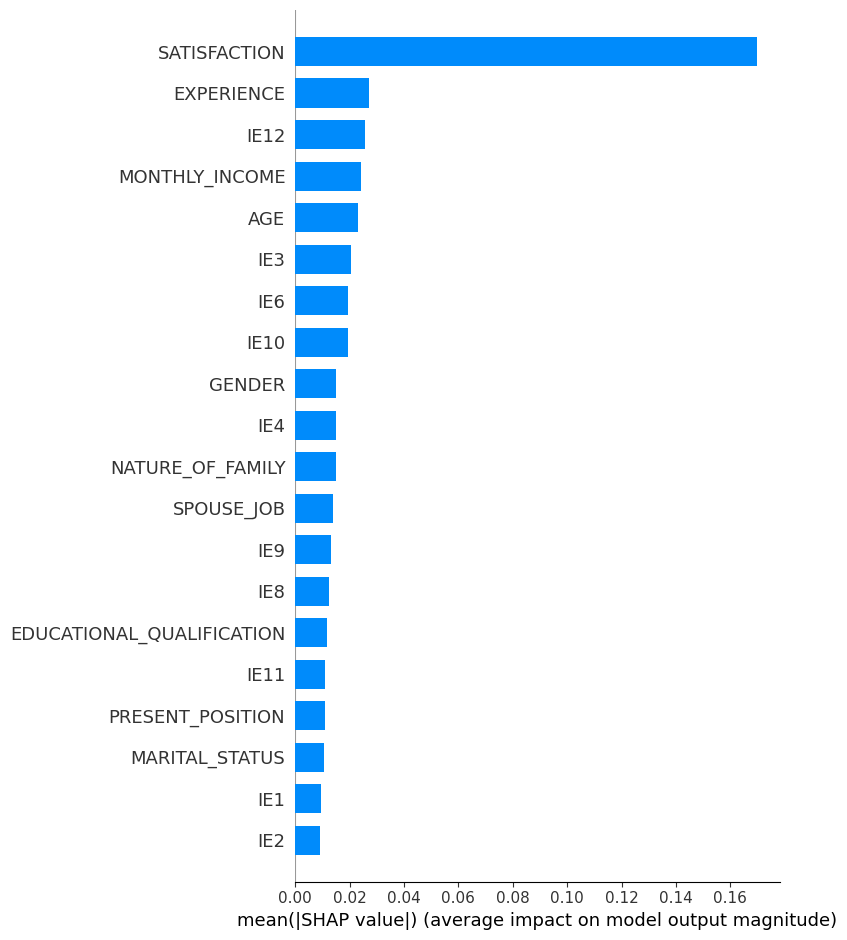 SATISFACTION
EXPERIENCE
IE12
MONTHLY_INCOME
AGE
IE3
IE6
IE10
GENDER
IE4
NATURE_OF_FAMILY
SPOUSE_JOB
IE9
IE8
EDUCATIONAL_QUALIFICATION
IE11
PRESENT_POSITION
MARITAL_STATUS
IE1
IE2
0.00 0.02 0.04 0.06 0.08 0.10 0.12 0.14 0.16
mean(|SHAP value|) (average impact on model output magnitude)